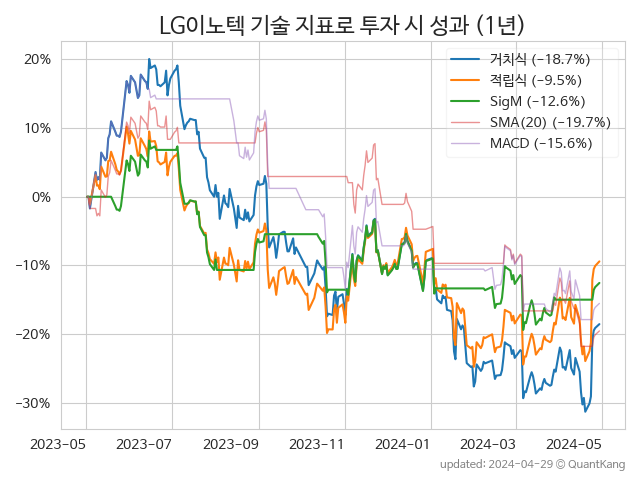 LG이노텍 기술 지표로 투자 시 성과 (1년)
거치식 (−18.7%)
적립식 (−9.5%)
SigM (−12.6%)
SMA(20) (−19.7%)
MACD (−15.6%)
20%
10%
0%
−10%
−20%
−30%
2023-05 2023-07 2023-09 2023-11 2024-01 2024-03 2024-05
updated: 2024-04-29 © QuantKang